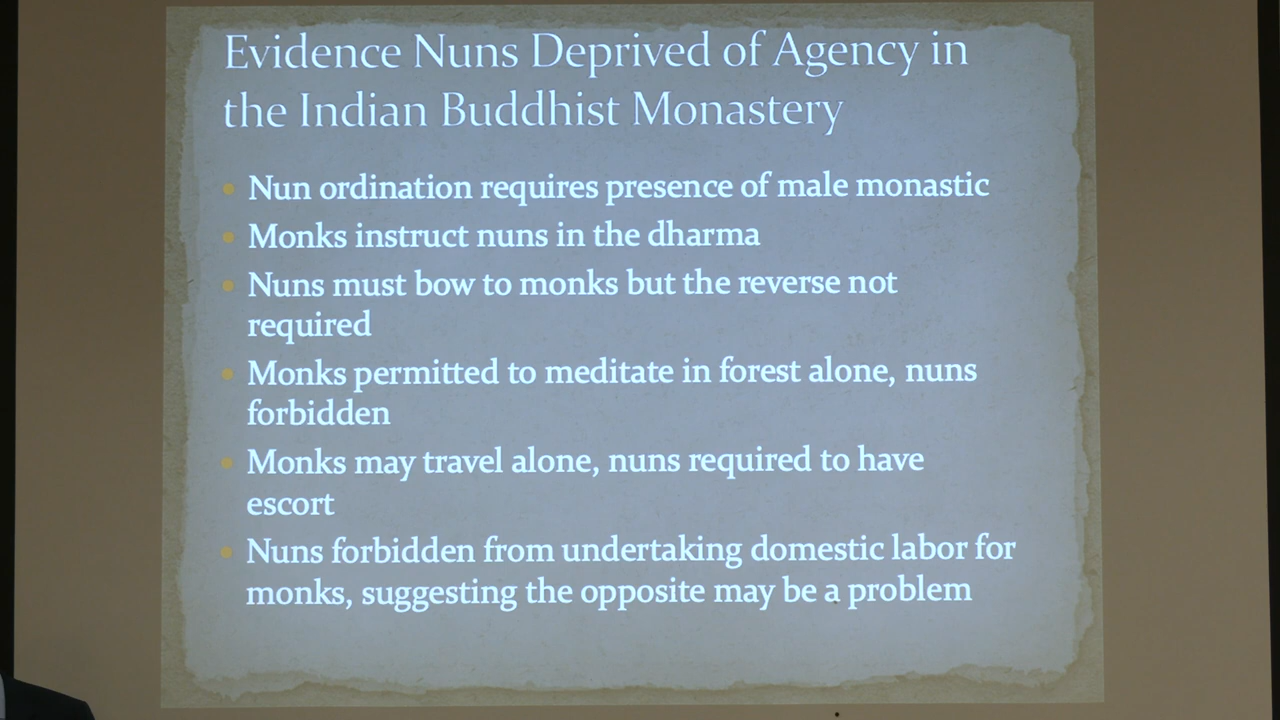 Evidence Nuns Deprived of Agency in
the Indian Buddhist Monastery
• Nun ordination requires presence of male monastic
• Monks instruct nuns in the dharma
• Nuns must bow to monks but the reverse not
required
• Monks permitted to meditate in forest alone, nuns
forbidden
• Monks may travel alone, nuns required to have
escort
• Nuns forbidden from undertaking domestic labor for
monks, suggesting the opposite may be a problem